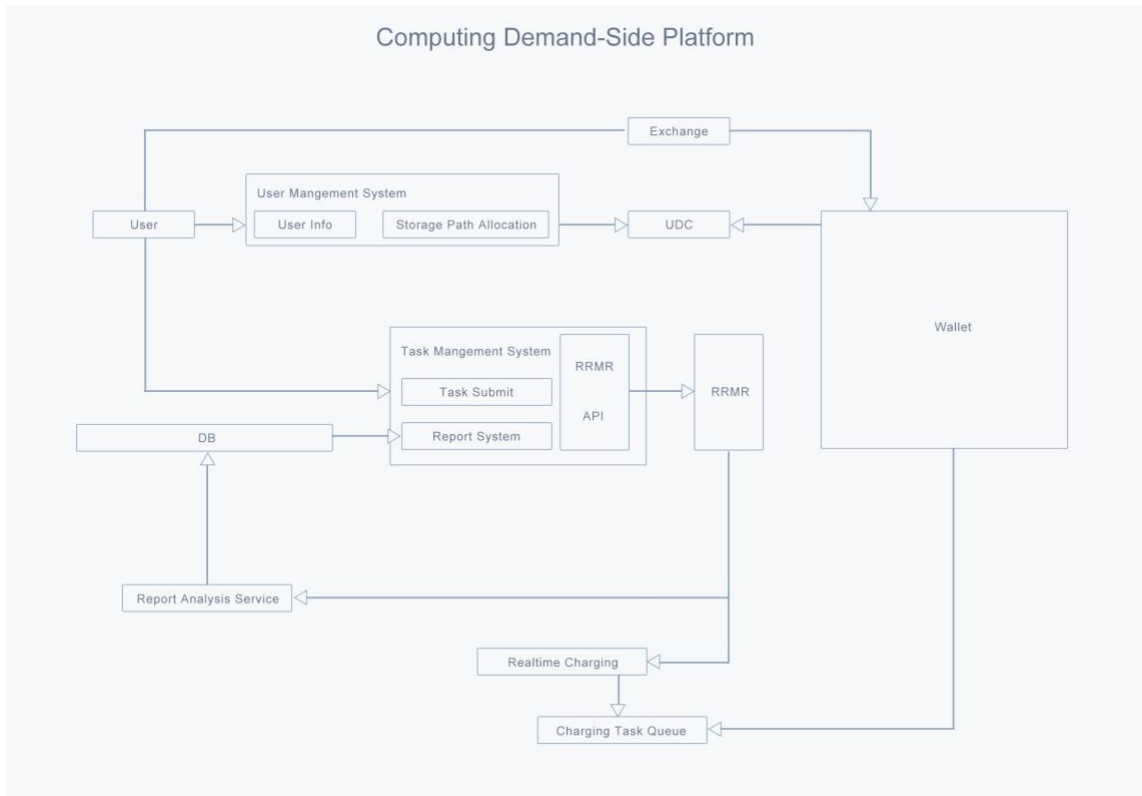 Computing Demand-Side Platform
Exchange
User Mangement System
User
User Info
Storage Path Allocation
UDC
Wallet
Task Mangement System
RRMR
API
Task Submit
RRMR
DB
Report System
Report Analysis Service
Realtime Charging
Charging Task Queue